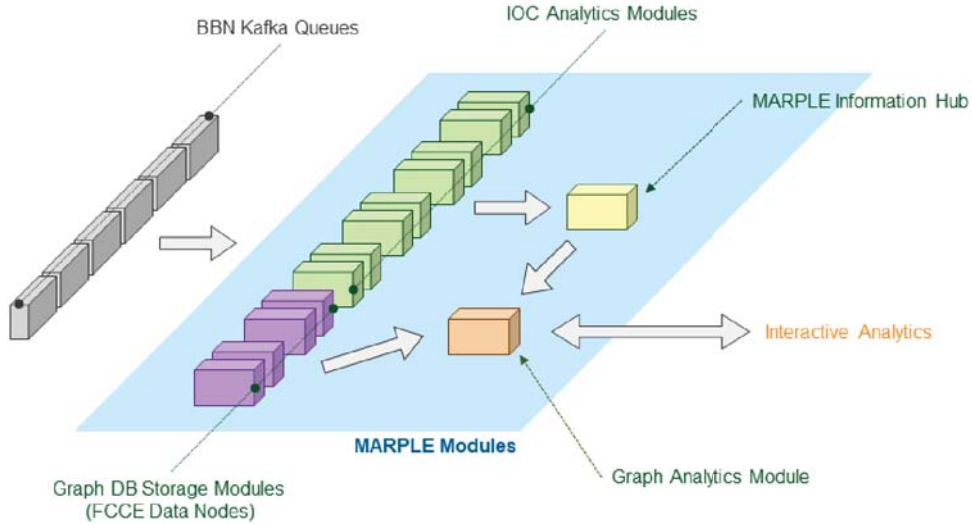 IOC Analytics Modules
BBN Kafka Queues
MARPLE Information Hub
Interactive Analytics
MARPLE Modules
Graph Analytics Module
Graph DB Storage Modules
(FCCE Data Nodes)